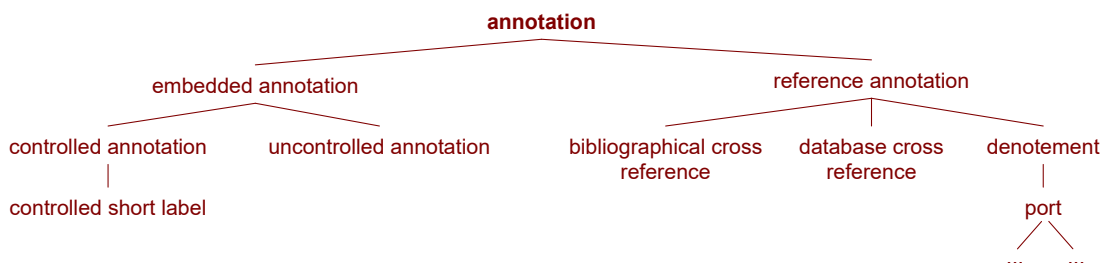 annotation
embedded annotation
reference annotation
controlled annotation
uncontrolled annotation
bibliographical cross
reference
database cross
reference
denotement
controlled short label
port